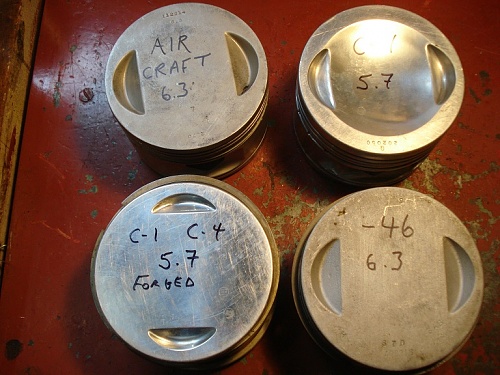 AIR
CRAFT
6.3
C-1
5.7
C-1 C-4
5.7
FORGED
-46
6.3